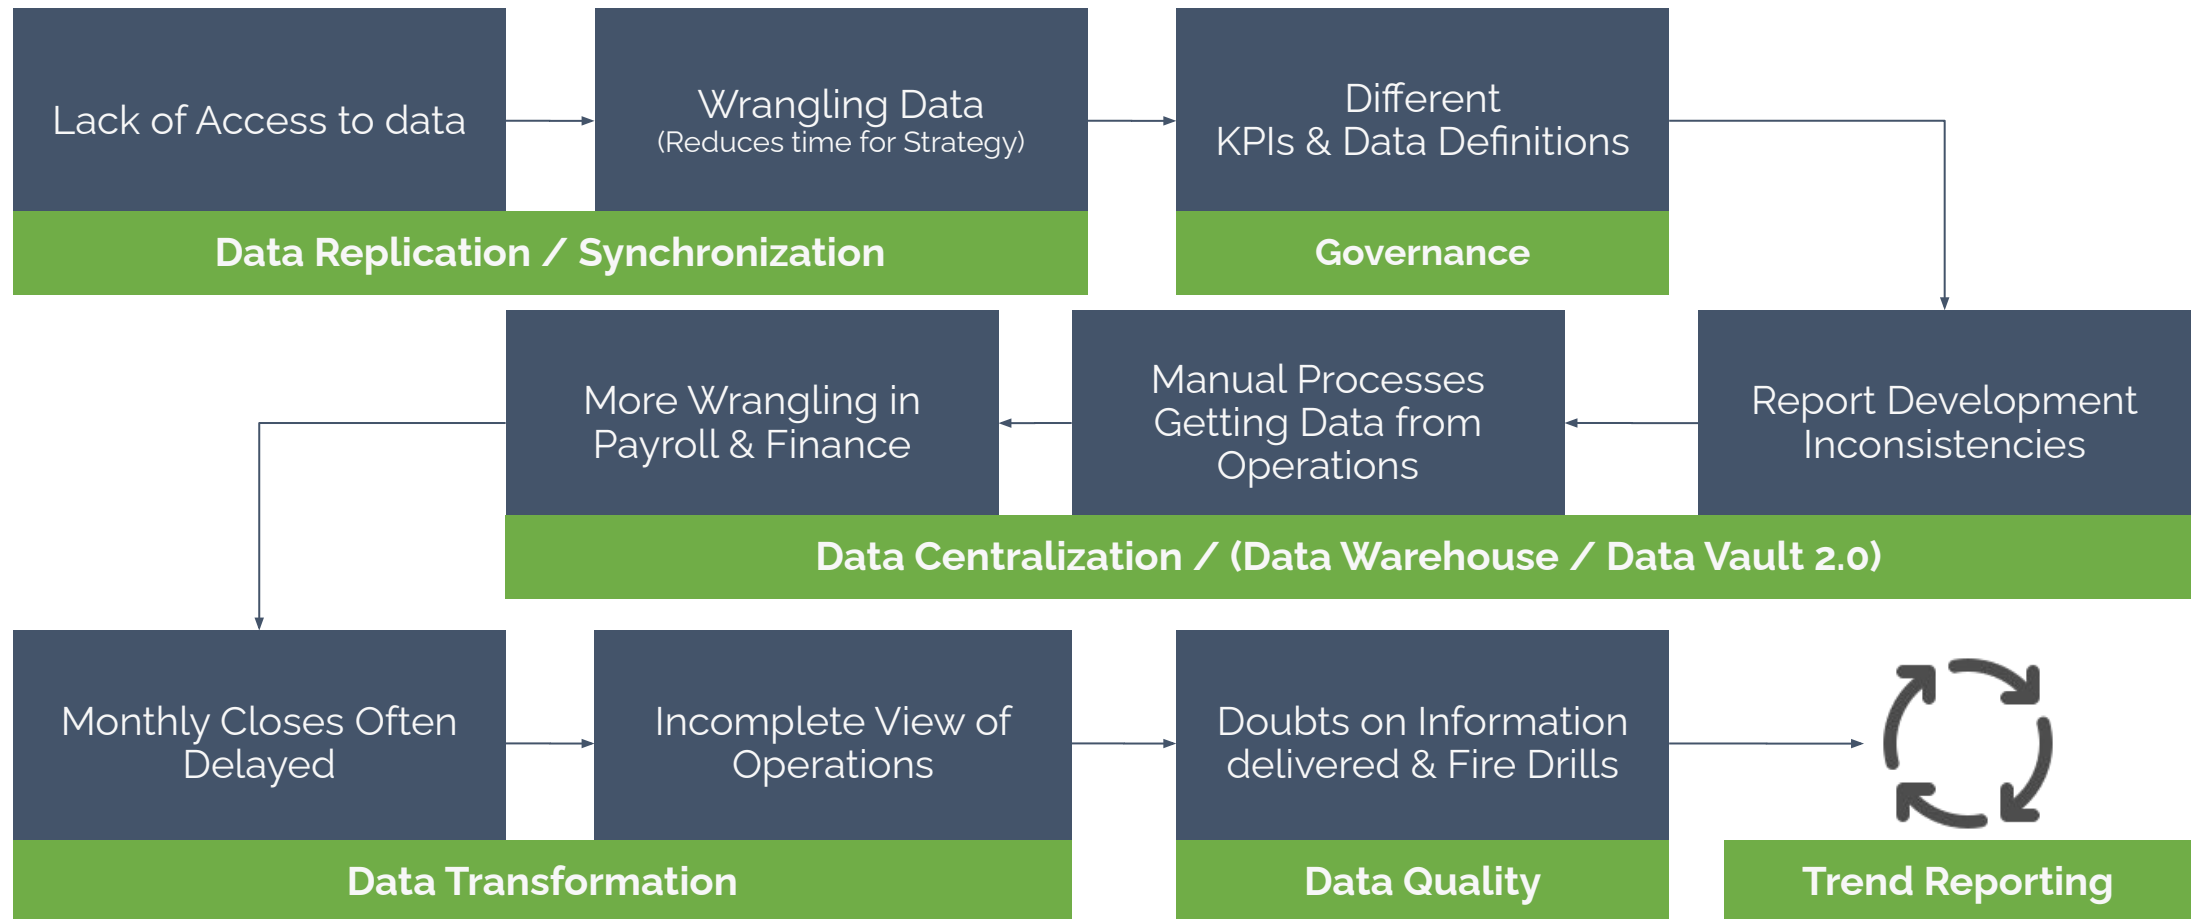 Lack of Access to data
Wrangling Data
(Reduces time for Strategy)
Different
KPIs & Data Definitions
Data Replication / Synchronization
Governance
More Wrangling in
Payroll & Finance
Manual Processes
Getting Data from
Operations
Report Development
Inconsistencies
Data Centralization / (Data Warehouse / Data Vault 2.0)
Monthly Closes Often
Delayed
Incomplete View of
Operations
Doubts on Information
delivered & Fire Drills
Data Transformation
Data Quality
Trend Reporting